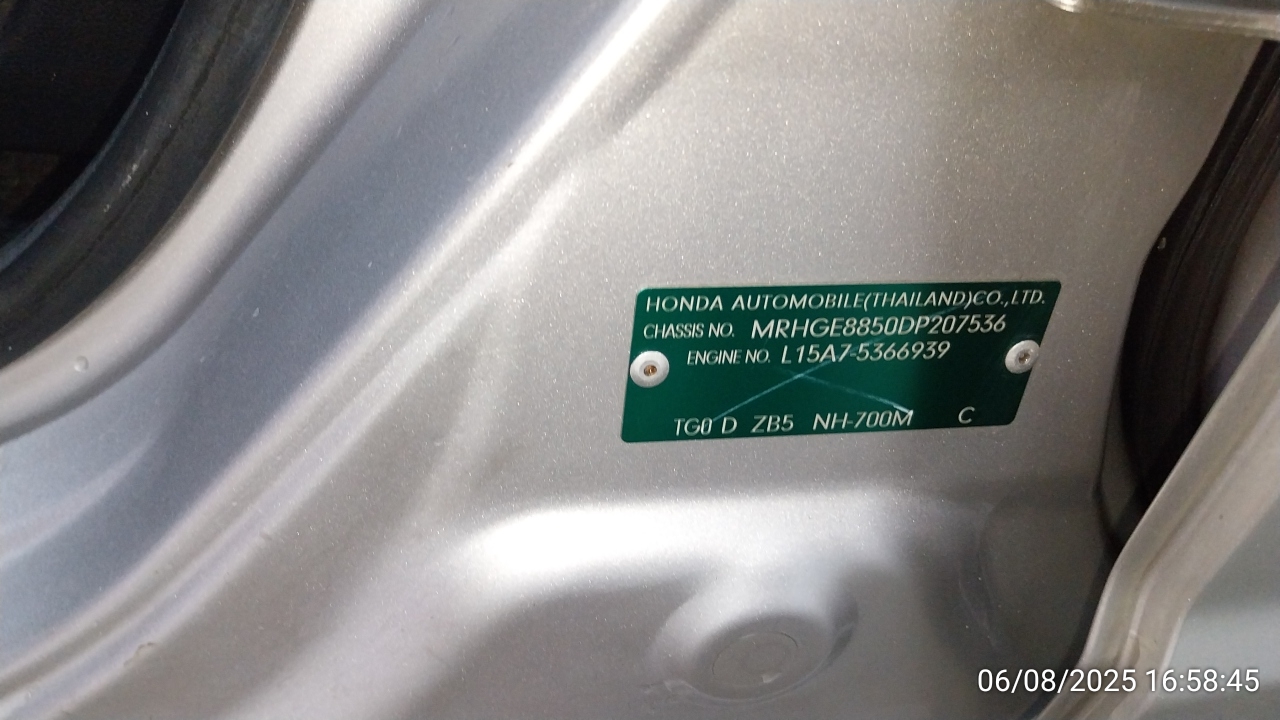 HONDA AUTOMOBILE(THAILAND)CO.,LTD.
CHASSIS NO. MRHGE8850DP207536
ENGINE NO. L15A7-5366939
TG0 D ZB5 NH-700M C
06/08/2025 16:58:45